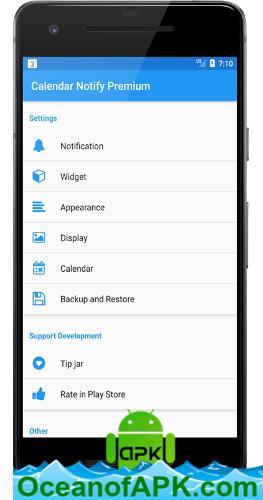 3
7:10
Calendar Notify Premium
Settings
Notification
Widget
Appearance
Display
Calendar
Backup and Restore
Support Development
Tip jar
Rate in Play Store
Other
APK
OceanofAPK.com